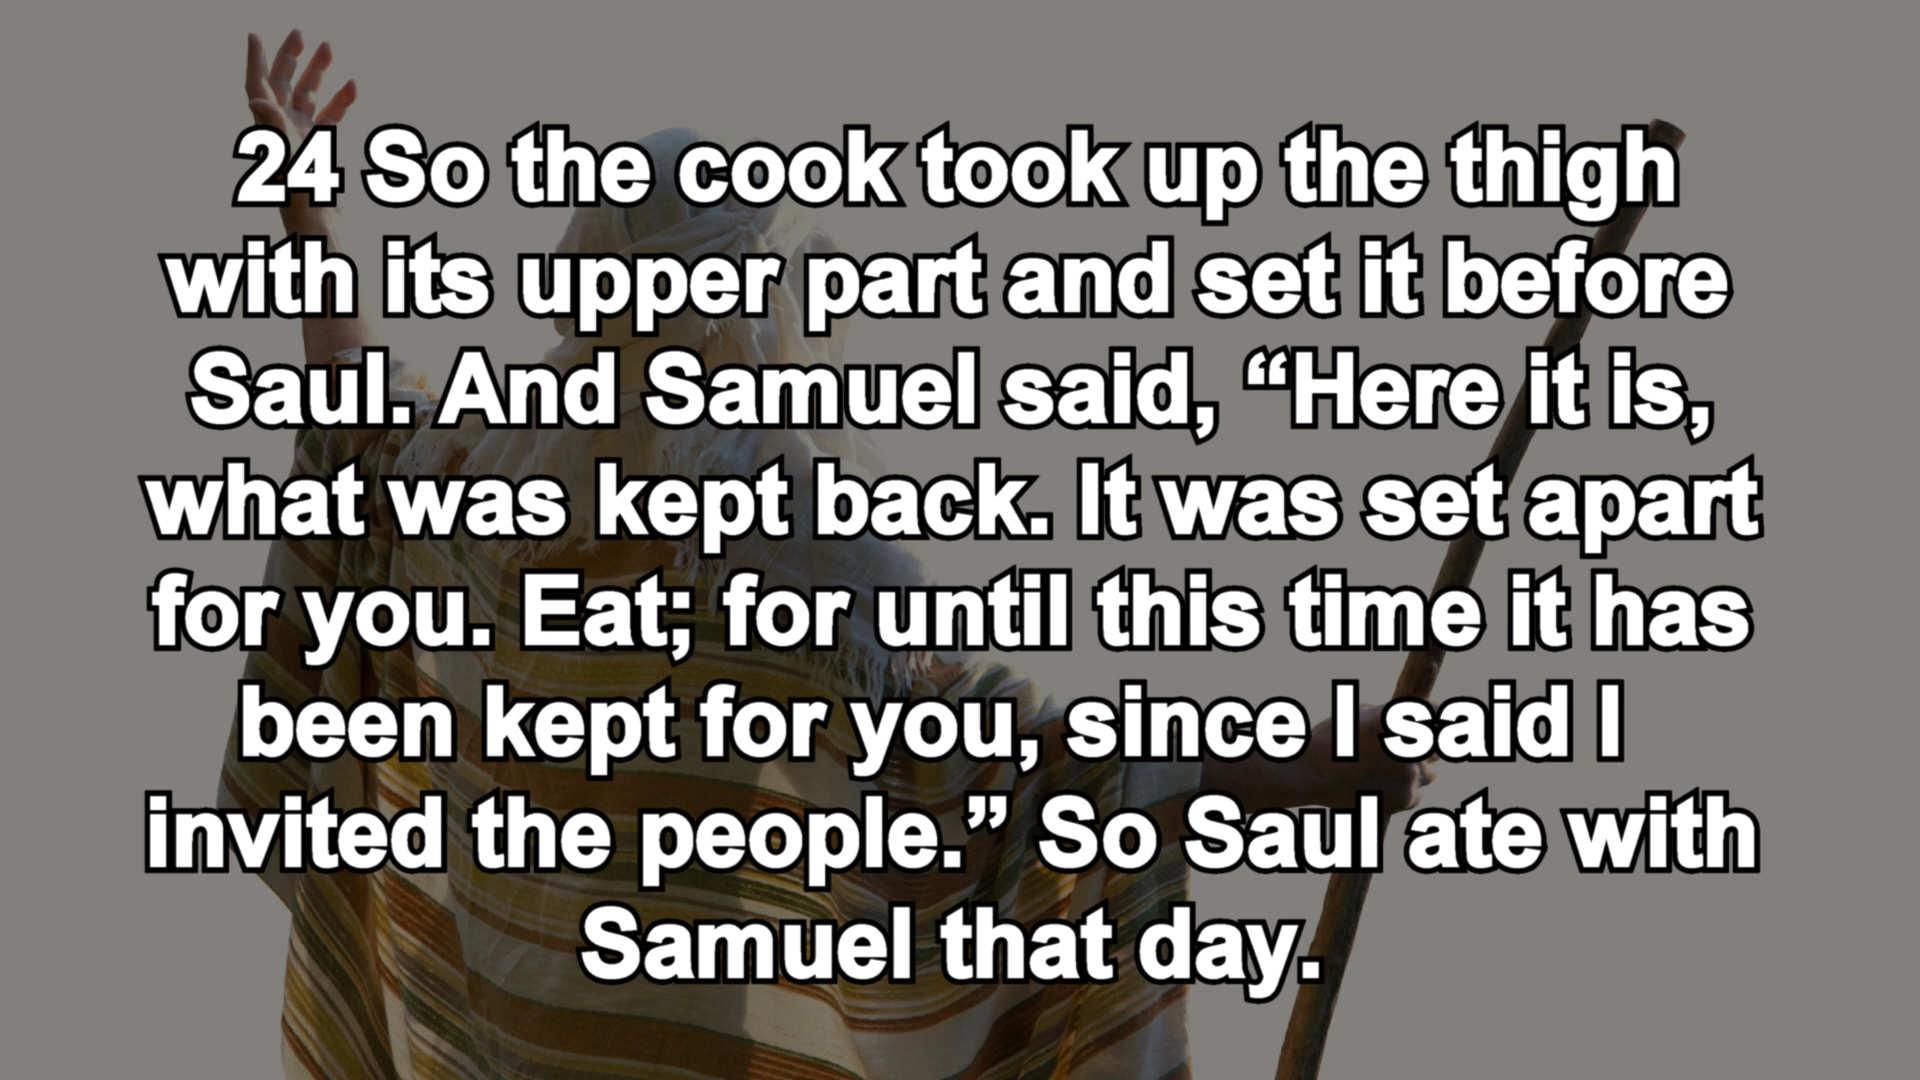 24 So the cook took up the thigh
with its upper part and set it before
Saul. And Samuel said, “Here it is,
what was kept back. It was set apart
for you. Eat; for until this time it has
been kept for you, since I said I
invited the people.” So Saul ate with
Samuel that day.